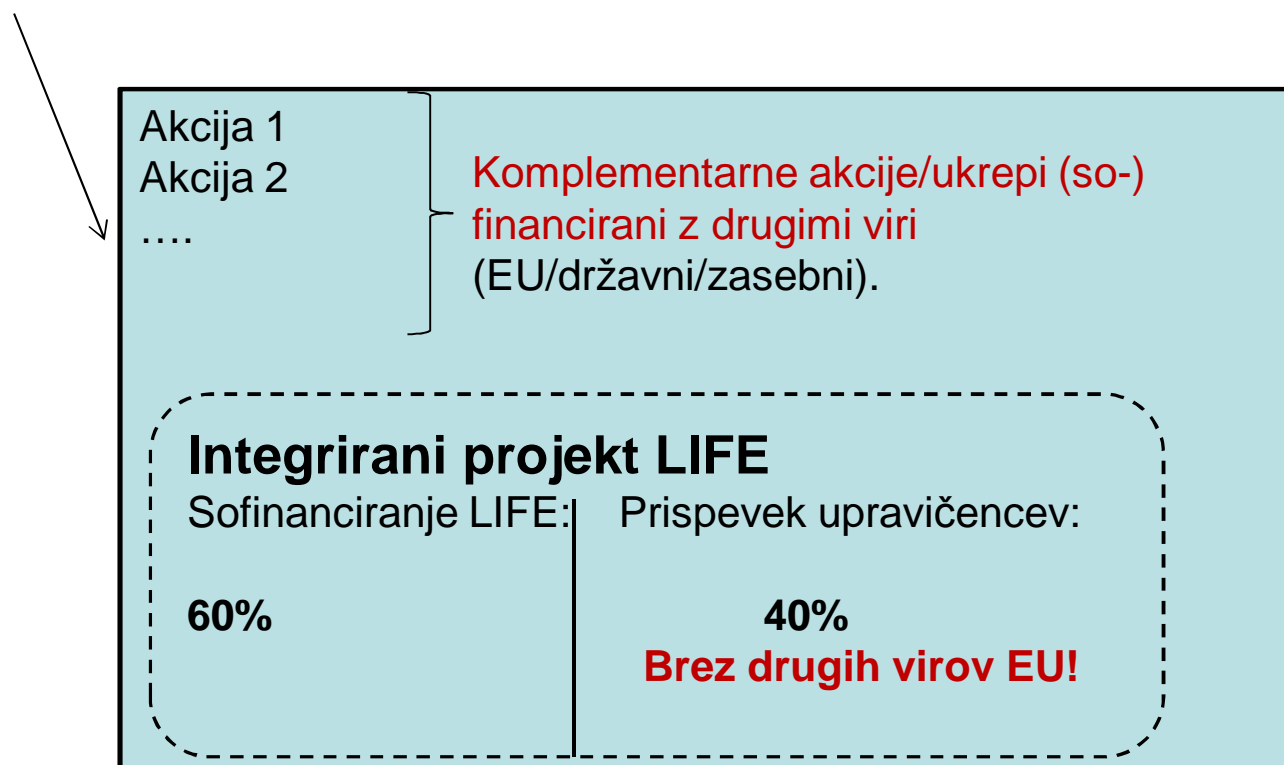 Akcija 1
Akcija 2
….
Komplementarne akcije/ukrepi (so-)
financirani z drugimi viri
(EU/državni/zasebni).
Integrirani projekt LIFE
Sofinanciranje LIFE:
Prispevek upravičencev:
60%
40%
Brez drugih virov EU!